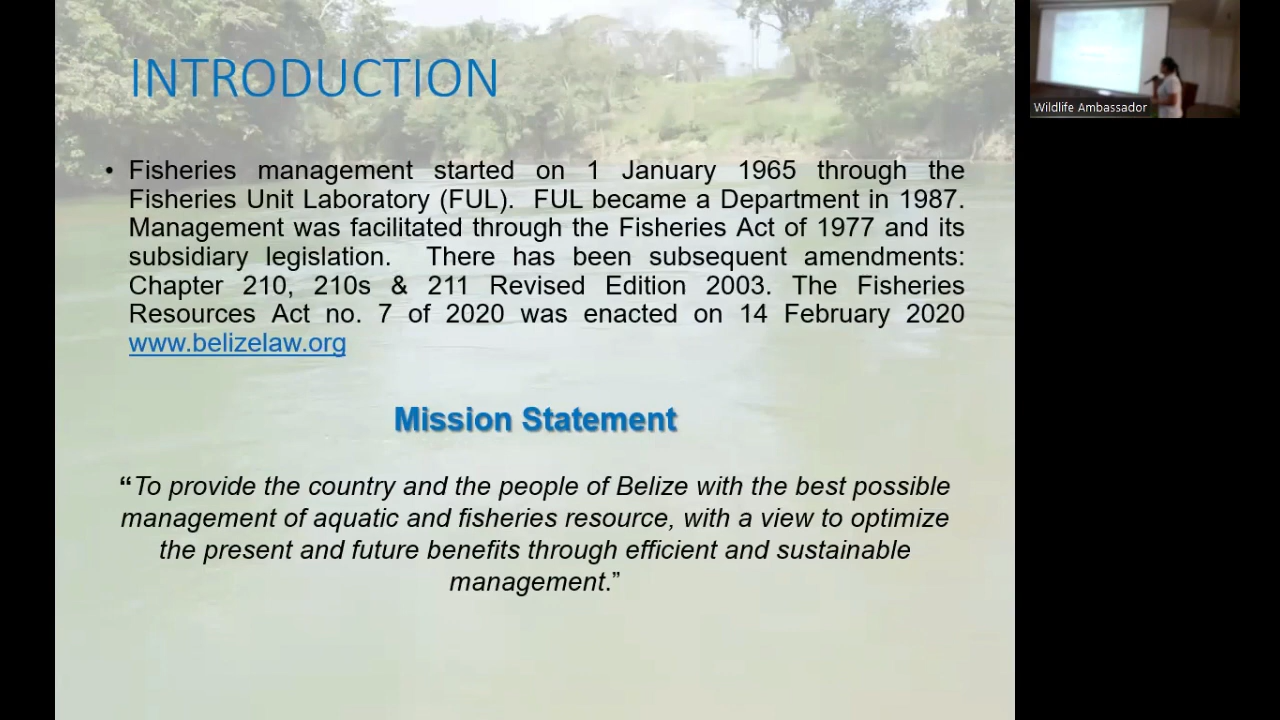 INTRODUCTION
• Fisheries management started on 1 January 1965 through the
Fisheries Unit Laboratory (FUL). FUL became a Department in 1987.
Management was facilitated through the Fisheries Act of 1977 and its
subsidiary legislation. There has been subsequent amendments:
Chapter 210, 210s & 211 Revised Edition 2003. The Fisheries
Resources Act no. 7 of 2020 was enacted on 14 February 2020
www.belizelaw.org
Mission Statement
“To provide the country and the people of Belize with the best possible
management of aquatic and fisheries resource, with a view to optimize
the present and future benefits through efficient and sustainable
management.”
Wildlife Ambassador